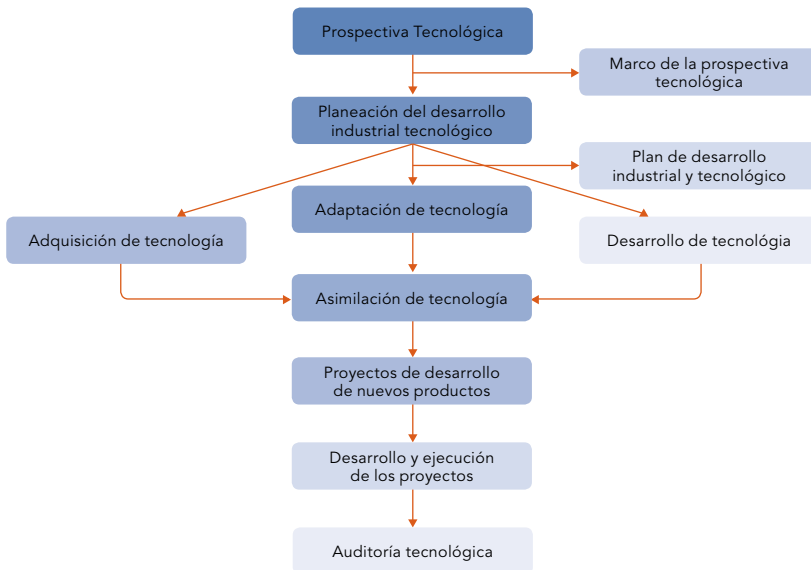 Prospectiva Tecnológica
Marco de la prospectiva
tecnológica
Planeación del desarrollo
industrial tecnológico
Plan de desarrollo
industrial y tecnológico
Adaptación de tecnología
Adquisición de tecnología
Desarrollo de tecnológia
Asimilación de tecnología
Proyectos de desarrollo
de nuevos productos
Desarrollo y ejecución
de los proyectos
Auditoría tecnológica